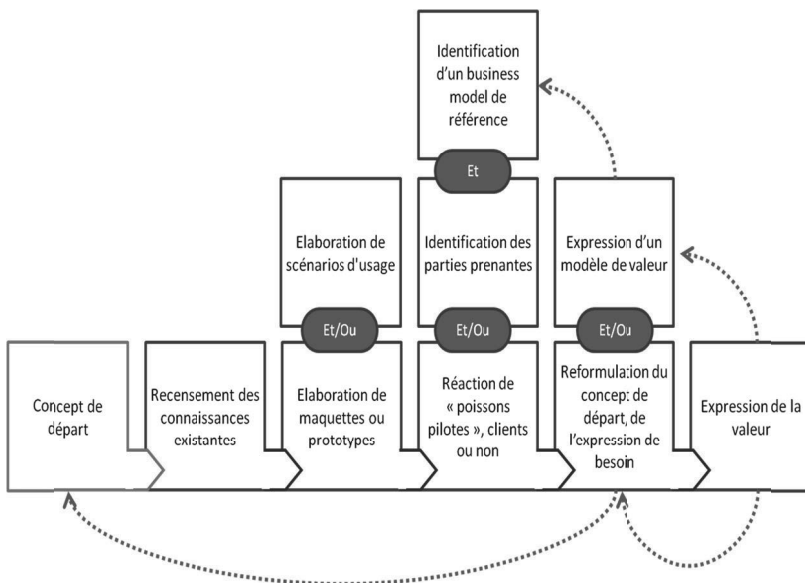 Identification
d'un business
model de
référence
Et
Elaboration de
scénarios d'usage
Identification des
parties prenantes
Expression d'un
modèle de valeur
Et/Ou
Et/Ou
Et/Ou
Concept de
départ
Recensement des
connaissances
existantes
Elaboration de
maquettes ou
prototypes
Réaction de
« poissons
pilotes », clients
ou non
Reformulation du
concept de
départ, de
l'expression de
besoin
Expression de la
valeur